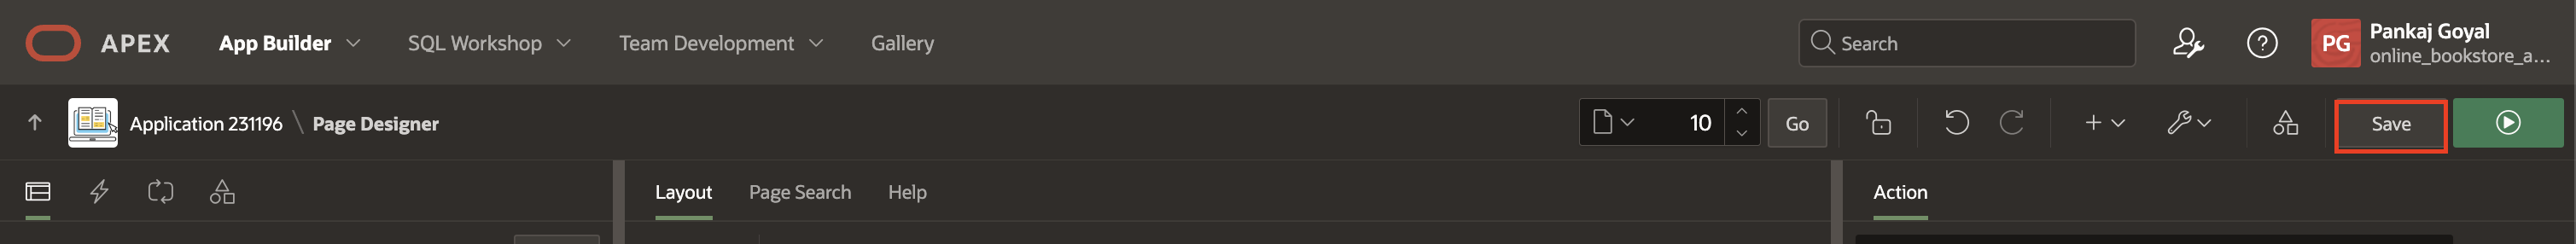 APEX App Builder SQL Workshop Team Development Gallery Search PG Pankaj Goyal
online_bookstore_a...
Application 231196 \ Page Designer 10 Go Save
Layout Page Search Help Action